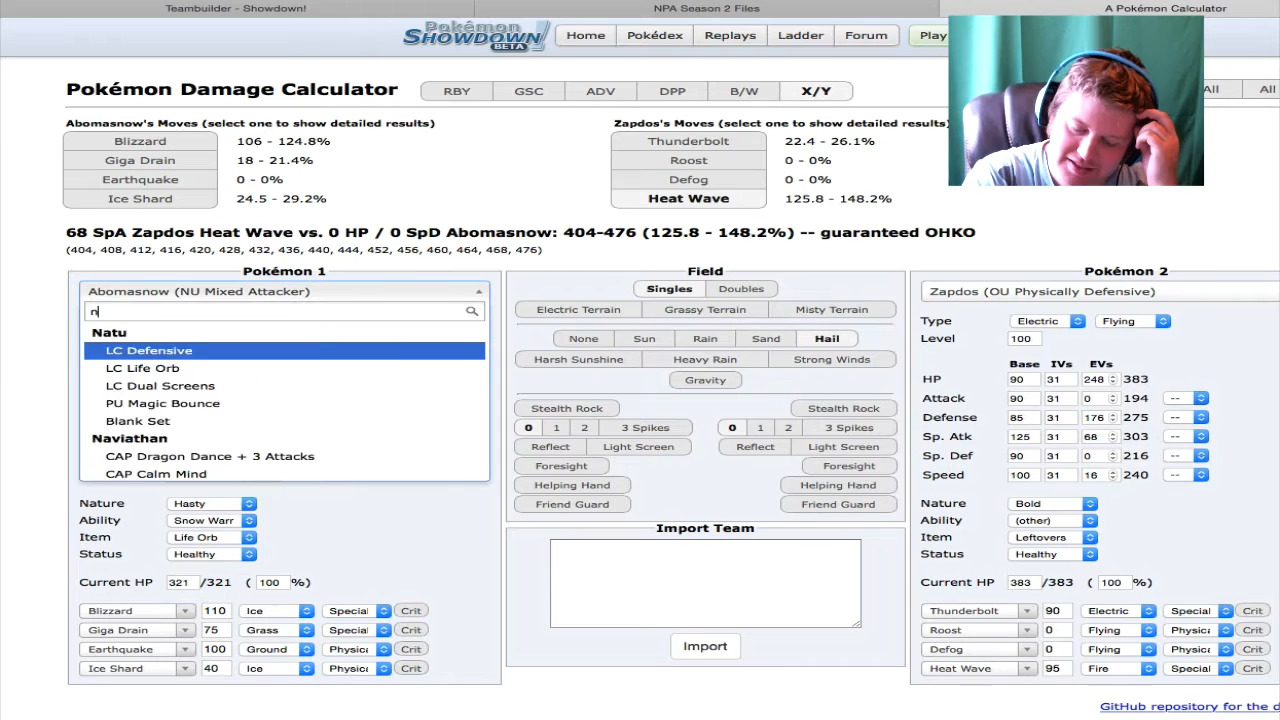 Teambuilder - Showdown!
NPA Season 2 Files
A Pokémon Calculator
Pokémon SHOWDOWN! BETA
Home Pokédex Replays Ladder Forum Play
Pokémon Damage Calculator
RBY GSC ADV DPP B/W X/Y
All All
Abomasnow's Moves (select one to show detailed results)
Blizzard 106 - 124.8%
Giga Drain 18 - 21.4%
Earthquake 0 - 0%
Ice Shard 24.5 - 29.2%
Zapdos's Moves (select one to show detailed results)
Thunderbolt 22.4 - 26.1%
Roost 0 - 0%
Defog 0 - 0%
Heat Wave 125.8 - 148.2%
68 SpA Zapdos Heat Wave vs. 0 HP / 0 SpD Abomasnow: 404-476 (125.8 - 148.2%) -- guaranteed OHKO
(404, 408, 412, 416, 420, 428, 432, 436, 440, 444, 452, 456, 460, 464, 468, 476)
Pokémon 1
Abomasnow (NU Mixed Attacker)
n
Natu
LC Defensive
LC Life Orb
LC Dual Screens
PU Magic Bounce
Blank Set
Naviathan
CAP Dragon Dance + 3 Attacks
CAP Calm Mind
Nature Hasty
Ability Snow Warr
Item Life Orb
Status Healthy
Current HP 321 /321 ( 100 %)
Blizzard 110 Ice Special Crit
Giga Drain 75 Grass Special Crit
Earthquake 100 Ground Physica Crit
Ice Shard 40 Ice Physica Crit
Field
Singles Doubles
Electric Terrain Grassy Terrain Misty Terrain
None Sun Rain Sand Hail
Harsh Sunshine Heavy Rain Strong Winds
Gravity
Stealth Rock Stealth Rock
0 1 2 3 Spikes 0 1 2 3 Spikes
Reflect Light Screen Reflect Light Screen
Foresight Foresight
Helping Hand Helping Hand
Friend Guard Friend Guard
Import Team
Import
Pokémon 2
Zapdos (OU Physically Defensive)
Type Electric Flying
Level 100
Base IVs EVs
HP 90 31 248 383
Attack 90 31 0 194 --
Defense 85 31 176 275 --
Sp. Atk 125 31 68 303 --
Sp. Def 90 31 0 216 --
Speed 100 31 16 240 --
Nature Bold
Ability (other)
Item Leftovers
Status Healthy
Current HP 383 /383 ( 100 %)
Thunderbolt 90 Electric Special Crit
Roost 0 Flying Physica Crit
Defog 0 Flying Physica Crit
Heat Wave 95 Fire Special Crit
GitHub repository for the d